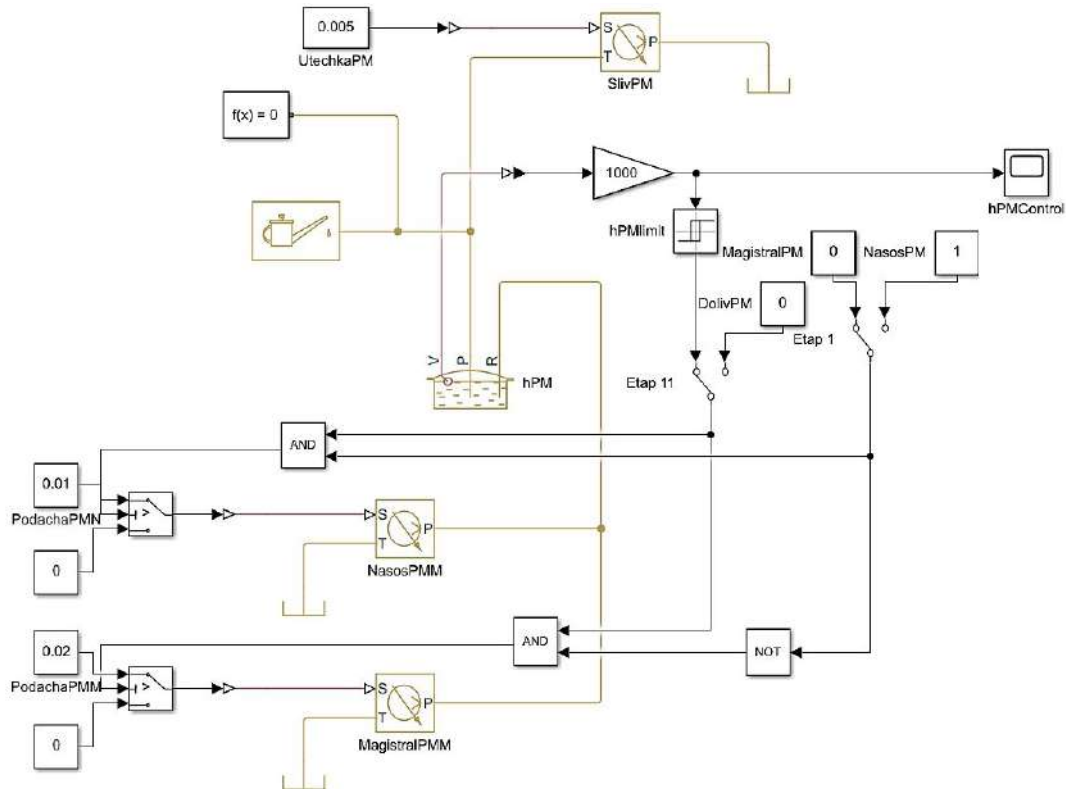 0.005
UtechkaPM
S
P
T
SlivPM
f(x) = 0
1000
hPMControl
hPMlimit
MagistralPM
0
NasosPM
1
DolivPM
0
Etap 1
V
P
R
hPM
Etap 11
AND
0.01
PodachaPMN
>
0
S
P
T
NasosPMM
AND
NOT
0.02
PodachaPMM
>
0
S
P
T
MagistralPMM